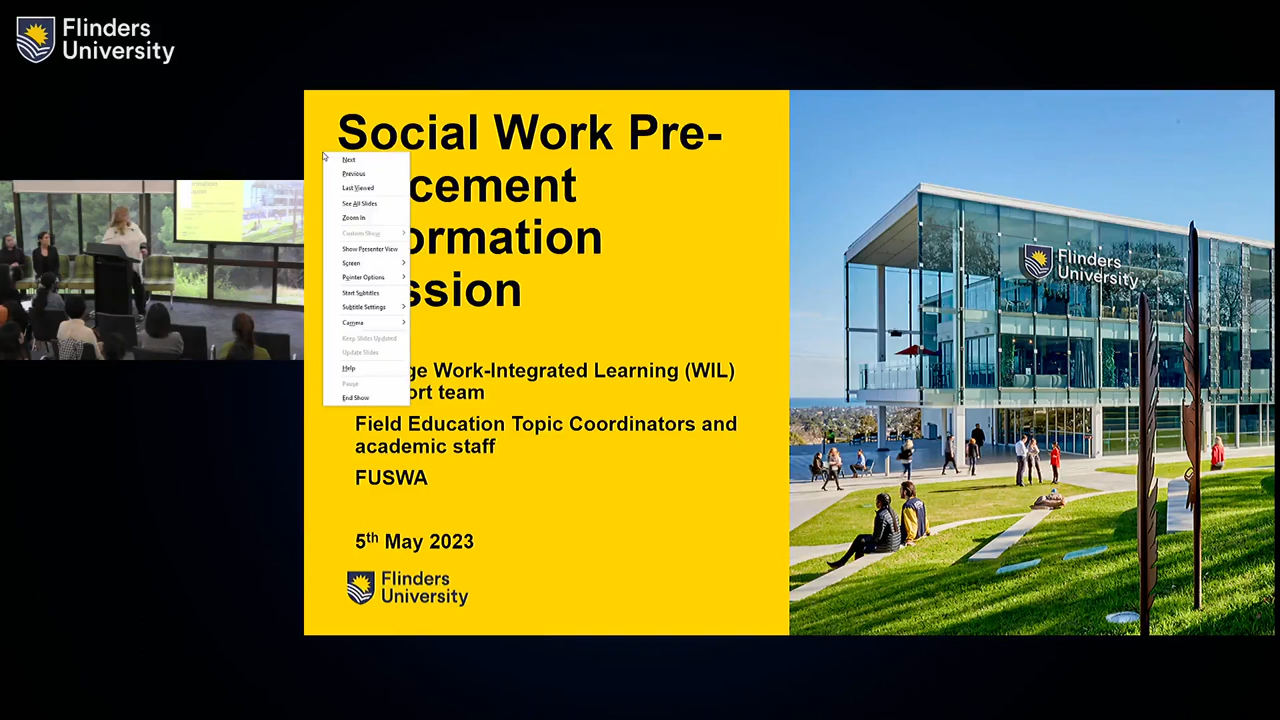 Flinders
University
Social Work Pre-
cement
ormation
ssion
Next
Previous
Last Viewed
See All Slides
Zoom In
Custom Show
Show Presenter View
Screen
Pointer Options
Start Subtitles
Subtitle Settings
Camera
Keep Slides Updated
Update Slides
Help
Pause
End Show
ge Work-Integrated Learning (WIL)
ort team
Field Education Topic Coordinators and
academic staff
FUSWA
5th May 2023
Flinders
University
Flinders
University